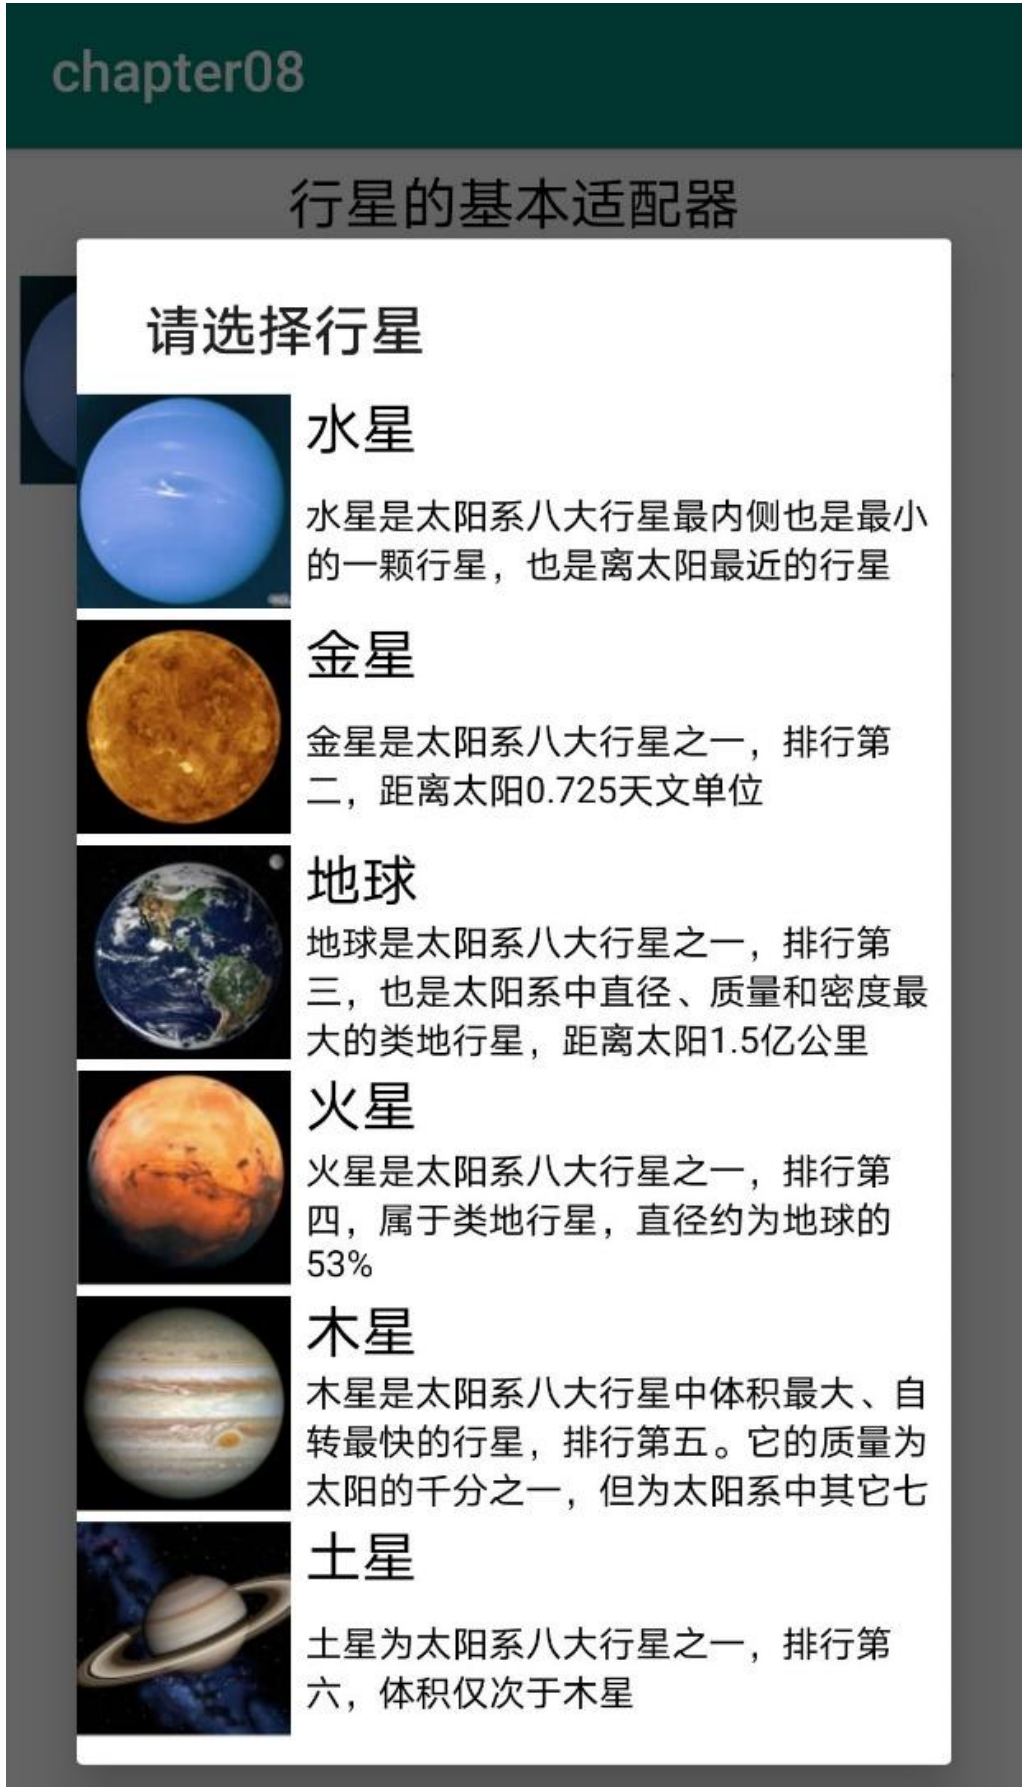 chapter08
行星的基本适配器
请选择行星
水星
水星是太阳系八大行星最内侧也是最小
的一颗行星，也是离太阳最近的行星
金星
金星是太阳系八大行星之一，排行第
二，距离太阳0.725天文单位
地球
地球是太阳系八大行星之一，排行第
三，也是太阳系中直径、质量和密度最
大的类地行星，距离太阳1.5亿公里
火星
火星是太阳系八大行星之一，排行第
四，属于类地行星，直径约为地球的
53%
木星
木星是太阳系八大行星中体积最大、自
转最快的行星，排行第五。它的质量为
太阳的千分之一，但为太阳系中其它七
土星
土星为太阳系八大行星之一，排行第
六，体积仅次于木星